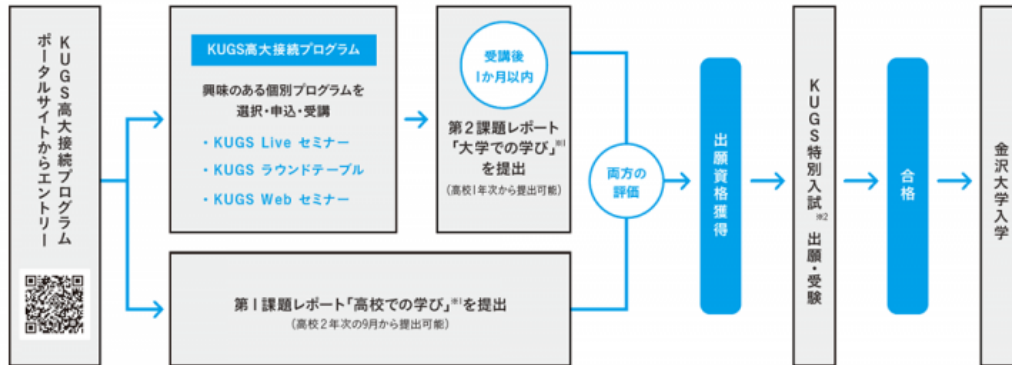 KUGS高大接続プログラム
ポータルサイトからエントリー
KUGS高大接続プログラム
興味のある個別プログラムを
選択・申込・受講
・KUGS Live セミナー
・KUGS ラウンドテーブル
・KUGS Web セミナー
受講後
1か月以内
第2課題レポート
「大学での学び」※1
を提出
(高校1年次から提出可能)
第1課題レポート「高校での学び」※1を提出
(高校2年次の9月から提出可能)
両方の
評価
出願資格獲得
KUGS特別入試※2 出願・受験
合格
金沢大学入学